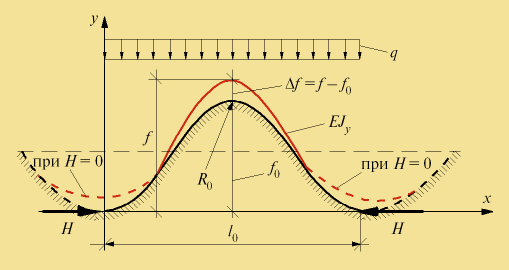 y
q
Δf = f – f₀
EJy
f
при H = 0
при H = 0
R₀
f₀
x
H
l₀
H